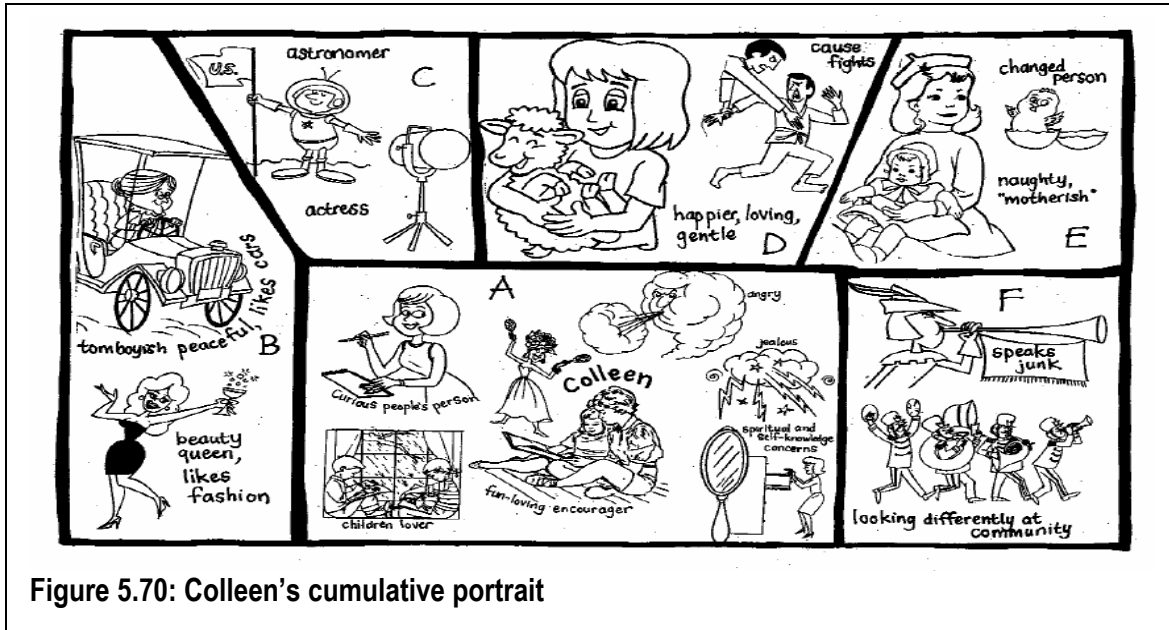 U.S.
astronomer
C
actress
cause
fights
happier, loving,
gentle
D
changed
person
naughty,
"motherish"
E
tomboyish peaceful, likes cars
B
beauty
queen,
likes
fashion
A
angry
jealous
Colleen
Curious people's person
spiritual and
self-knowledge
concerns
children lover
fun-loving encourager
F
speaks
junk
looking differently at
community
Figure 5.70: Colleen's cumulative portrait